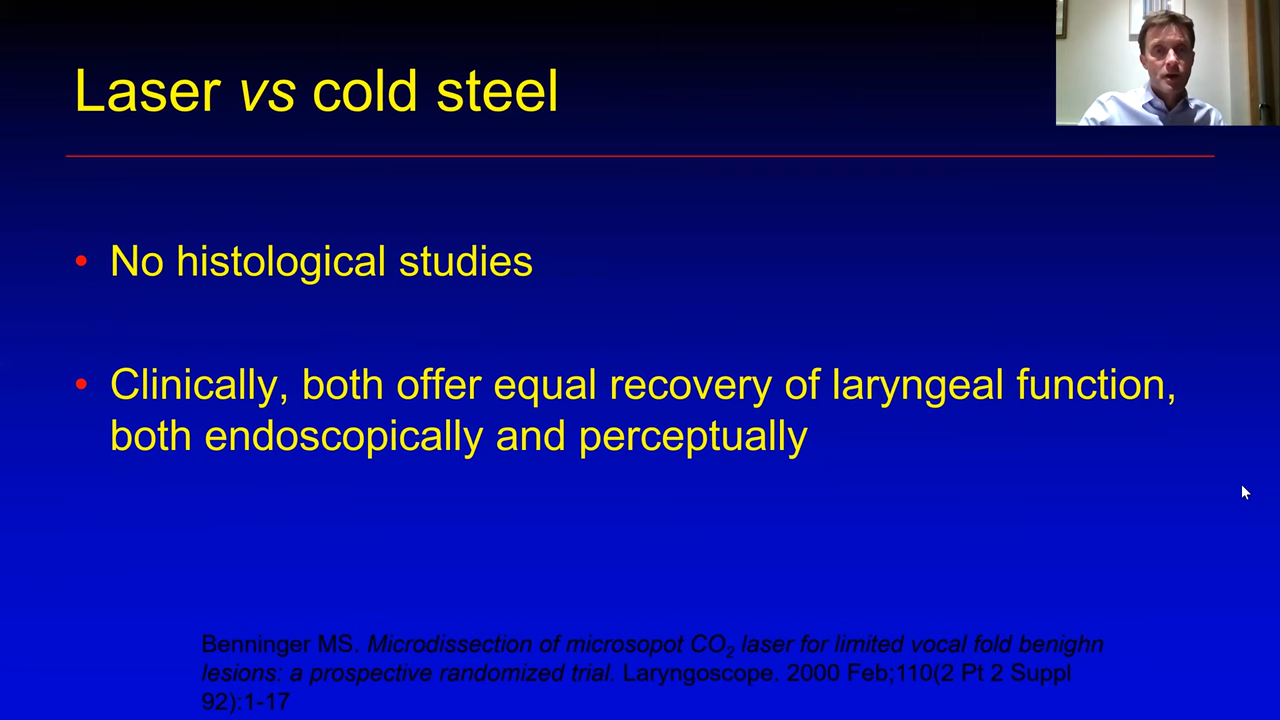 Laser vs cold steel
• No histological studies
• Clinically, both offer equal recovery of laryngeal function,
both endoscopically and perceptually
Benninger MS. Microdissection of microsopot CO₂ laser for limited vocal fold benighn
lesions: a prospective randomized trial. Laryngoscope. 2000 Feb;110(2 Pt 2 Suppl
92):1-17